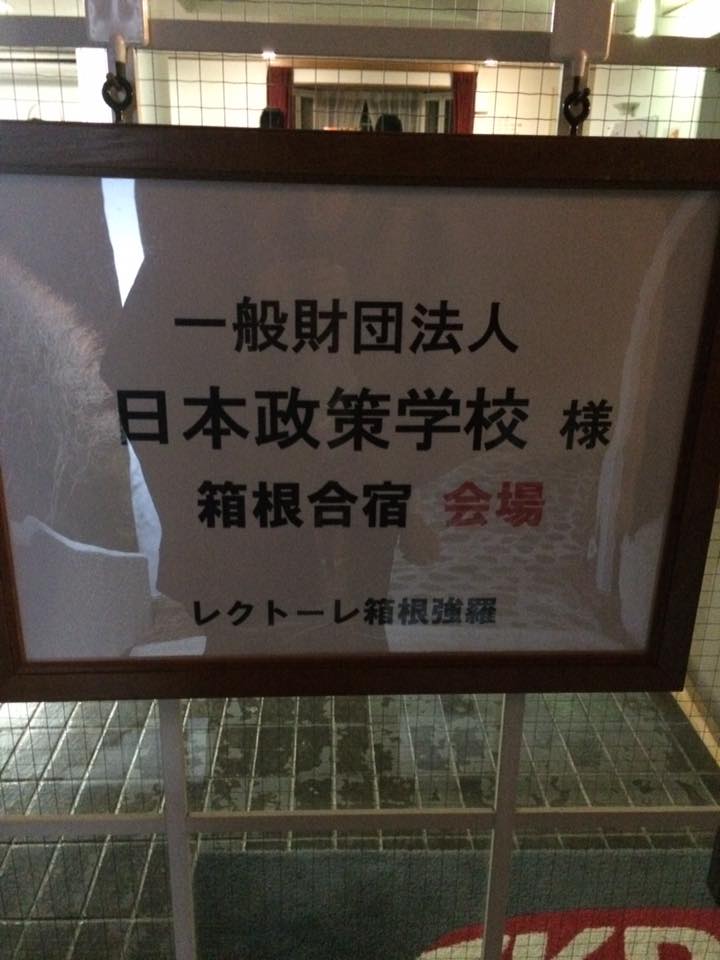 一般財団法人
日本政策学校 様
箱根合宿 会場
レクトーレ箱根強羅